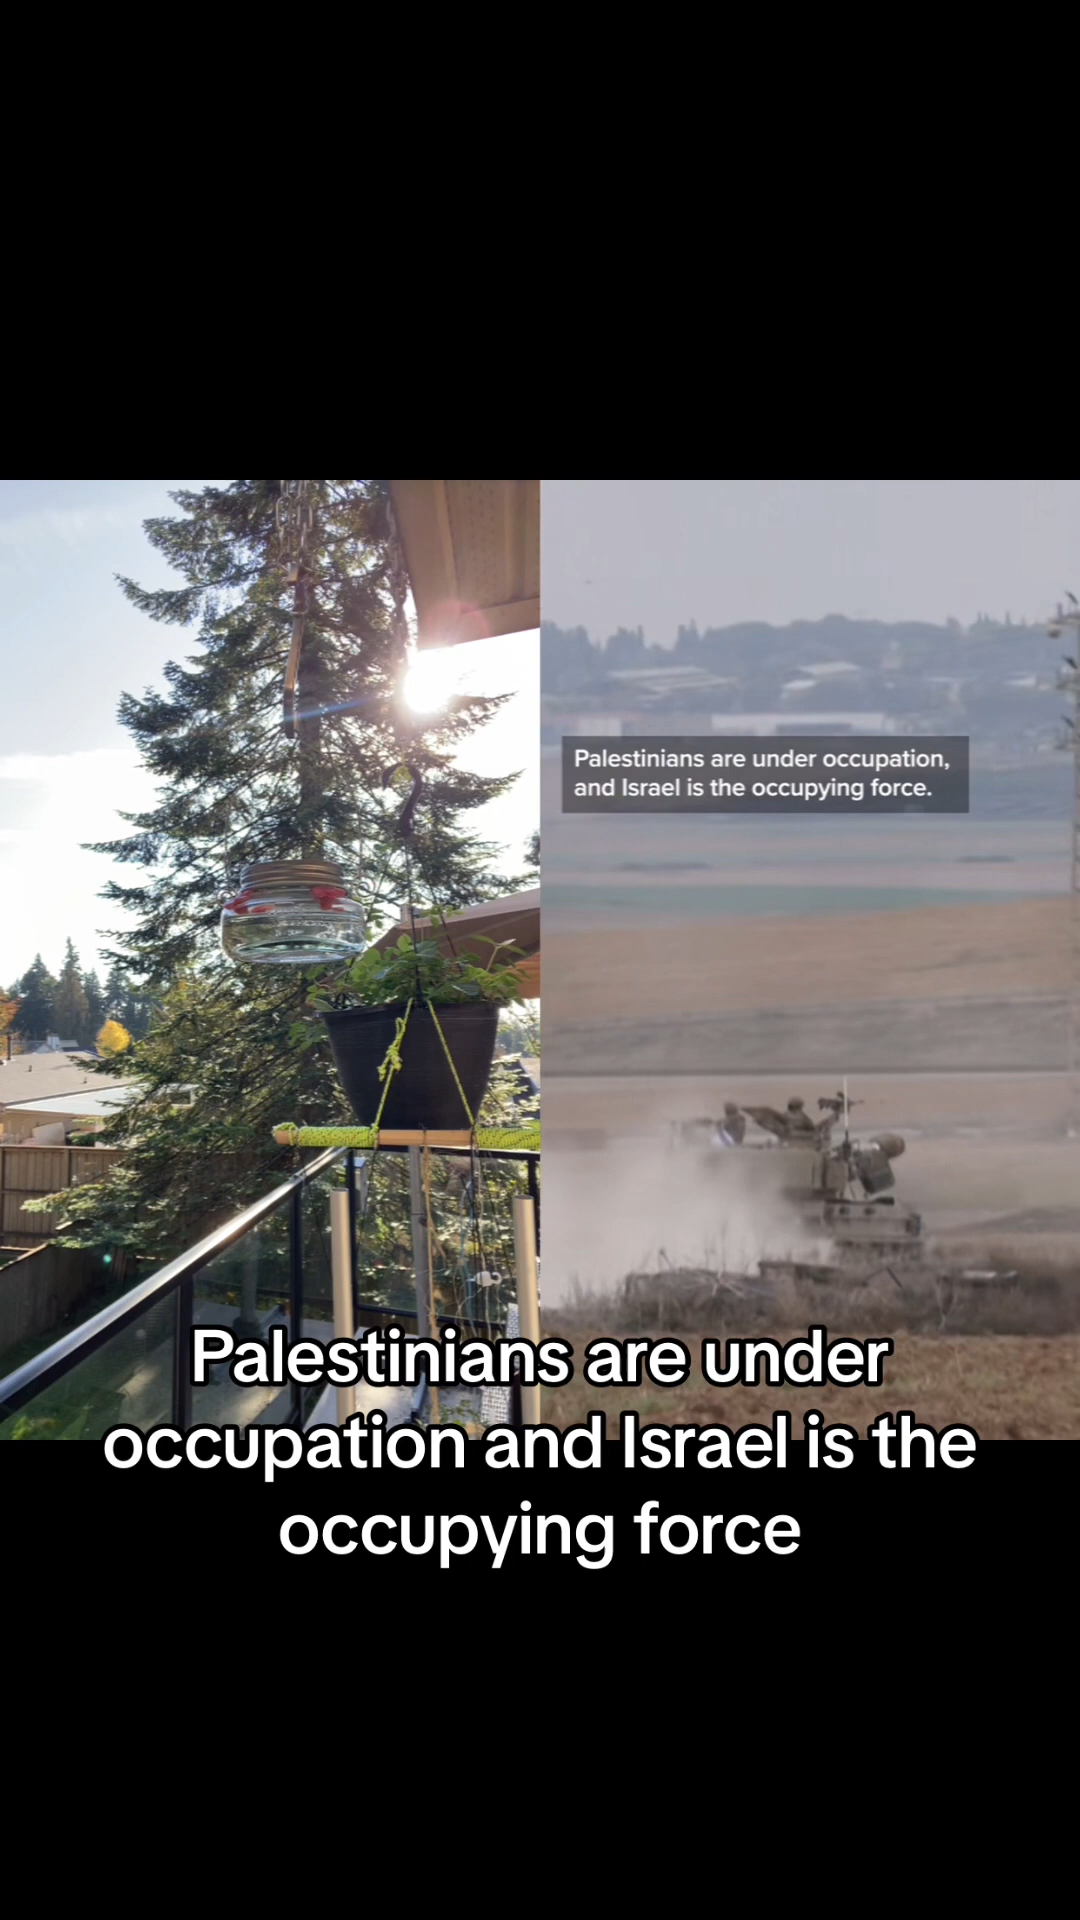 Palestinians are under occupation,
and Israel is the occupying force.
Palestinians are under
occupation and Israel is the
occupying force